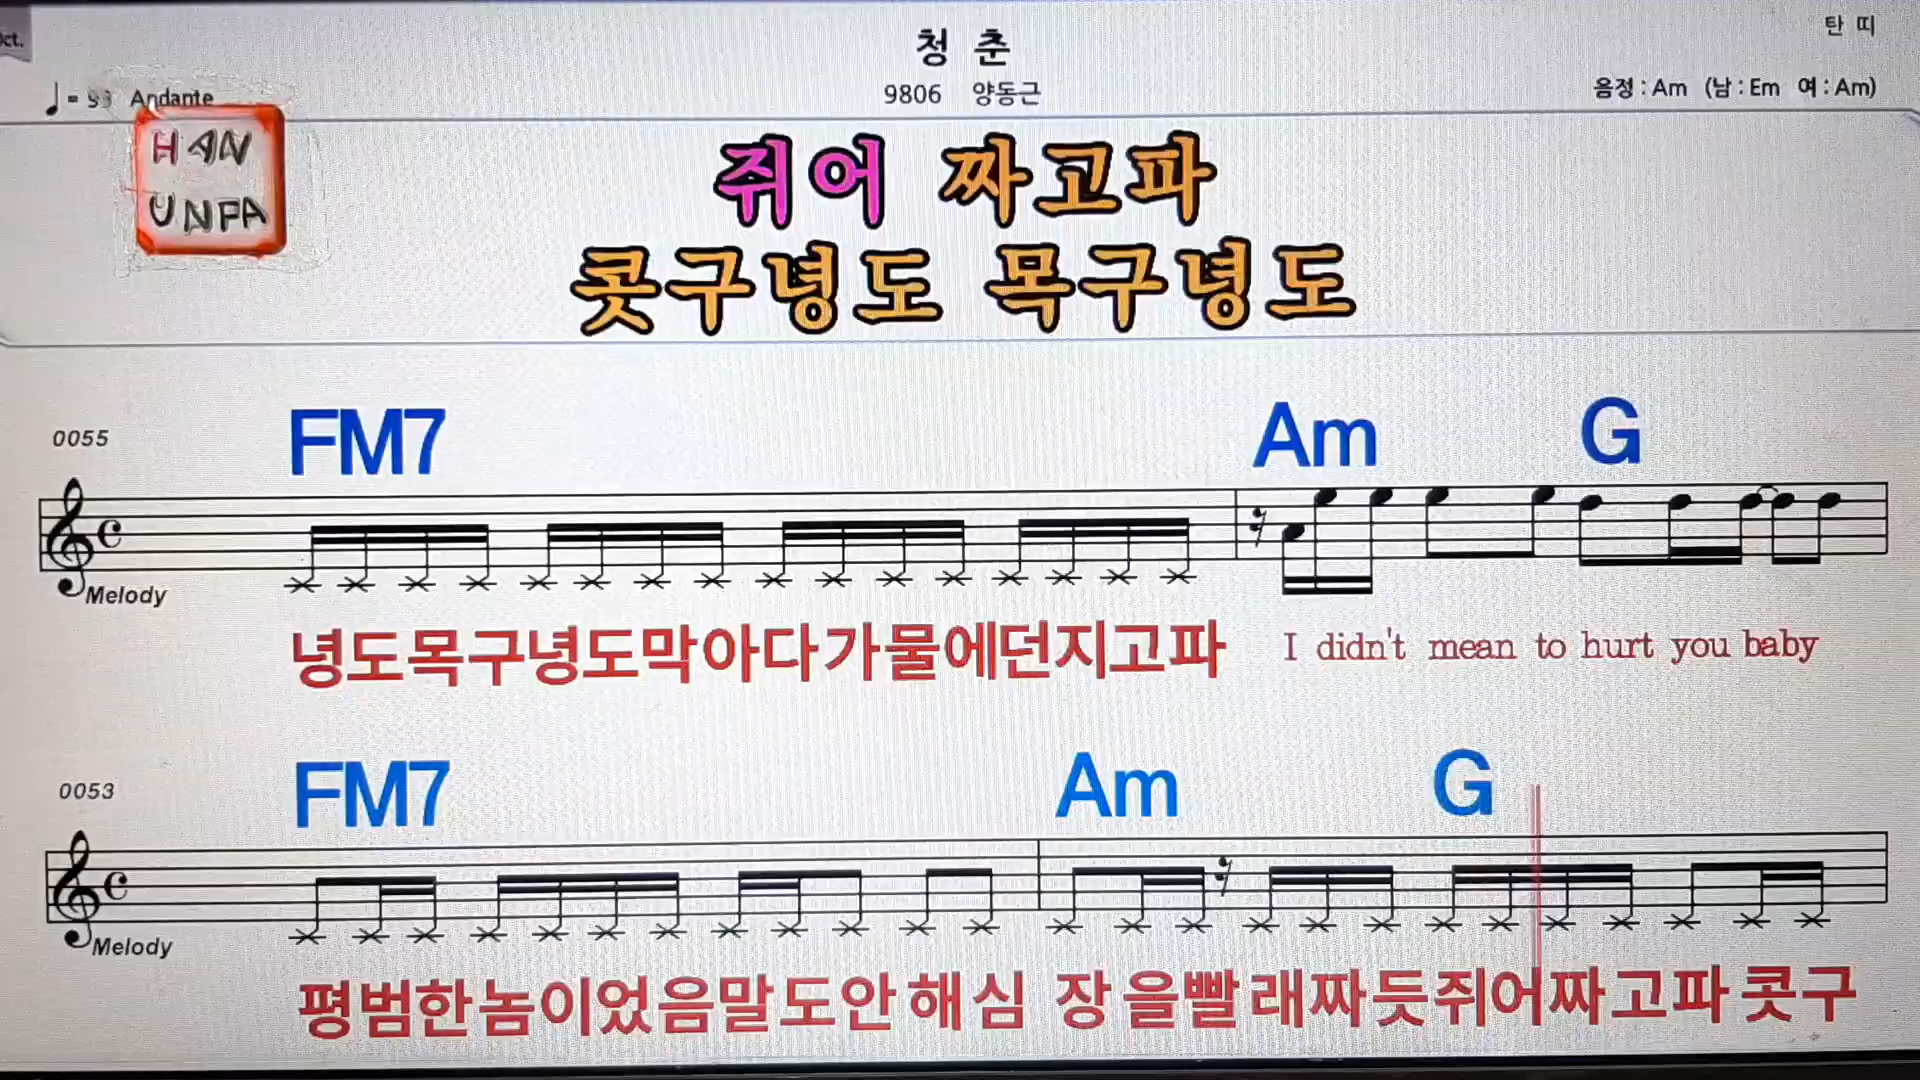 탄 띠
청 춘
Andante
9806 양동근
음정 : Am (남 : Em 여 : Am)
HAN
UNPA
쥐어 짜고파
콧구녕도 목구녕도
0055
FM7 Am G
Melody
녕도목구녕도막아다가물에던지고파 I didn't mean to hurt you baby
0053
FM7 Am G
Melody
평범한놈이었음말도안해심 장을빨래짜듯쥐어짜고파콧구